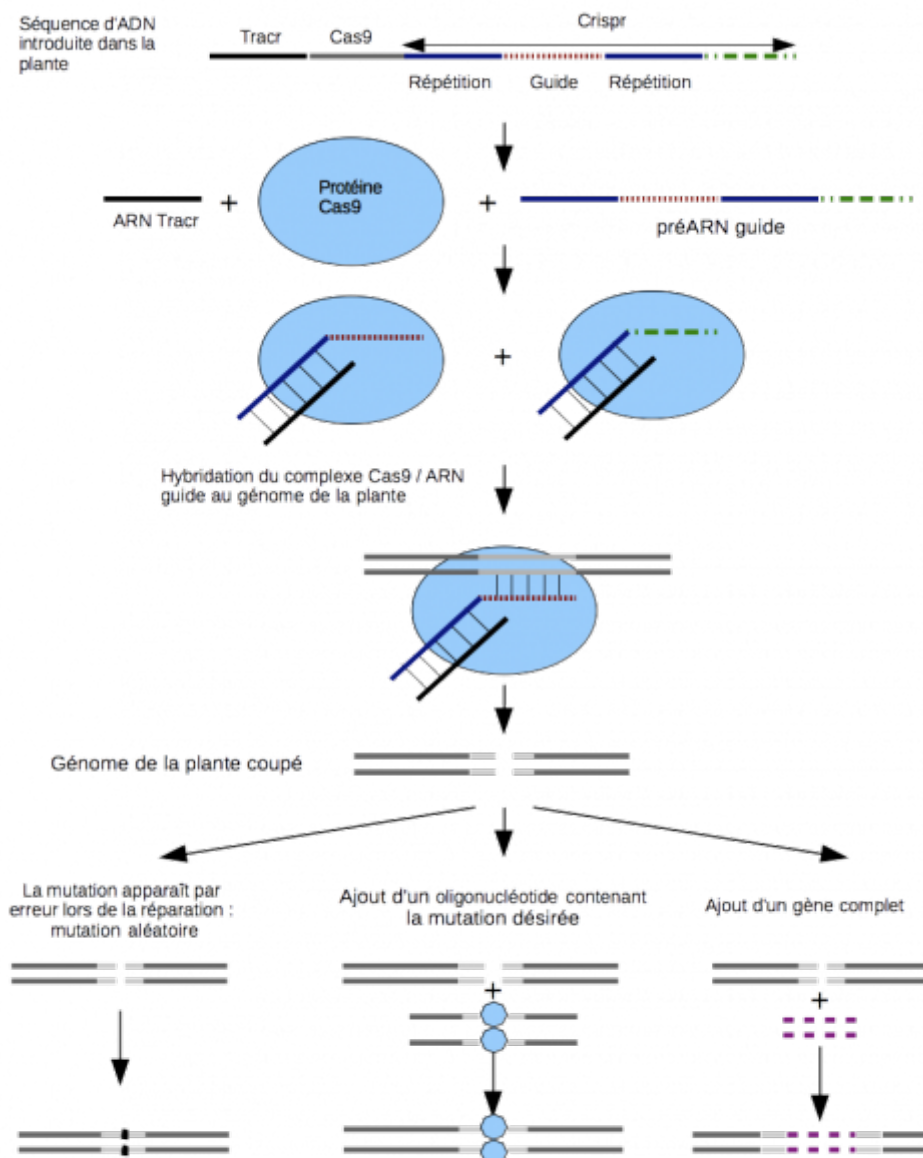 Séquence d'ADN
introduite dans la
plante
Tracr
Cas9
Crispr
Répétition
Guide
Répétition
ARN Tracr
+
Protéine
Cas9
+
préARN guide
+
Hybridation du complexe Cas9 / ARN
guide au génome de la plante
Génome de la plante coupé
La mutation apparaît par
erreur lors de la réparation :
mutation aléatoire
Ajout d'un oligonucléotide contenant
la mutation désirée
Ajout d'un gène complet
+
+